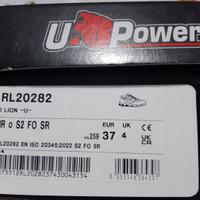 U Power
RL20282
LION -U-
EUR UK
R o S2 FO SR
259 37 4
CE UK CA
RL20282 EN ISO 20345:2022 S2 FO SR